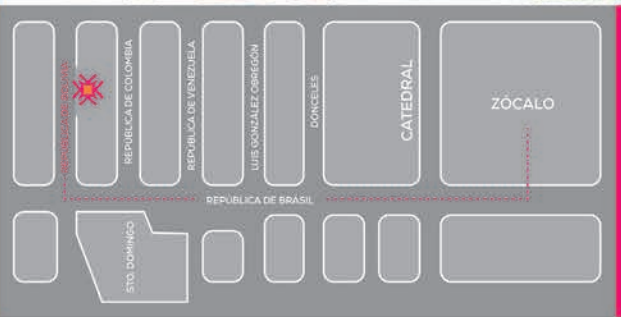 REPÚBLICA DE COLOMBIA
REPÚBLICA DE VENEZUELA
LUIS GONZÁLEZ OBREGÓN
DONCELES
CATEDRAL
ZÓCALO
REPÚBLICA DE BRASIL
STO. DOMINGO